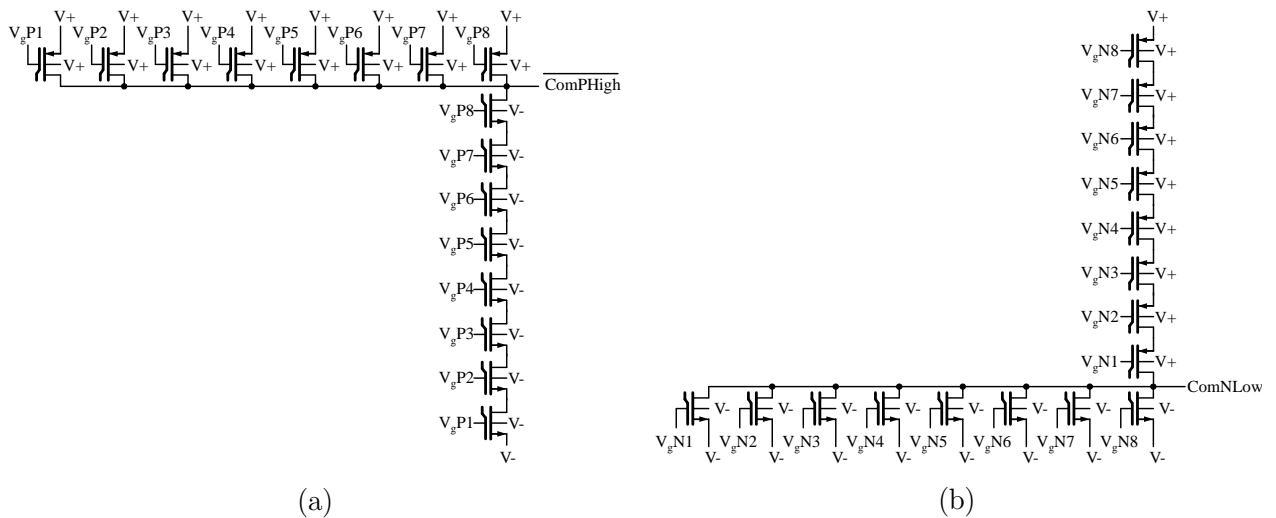 V+ V+ V+ V+ V+ V+ V+ V+
VgP1 VgP2 VgP3 VgP4 VgP5 VgP6 VgP7 VgP8
V+ V+ V+ V+ V+ V+ V+ V+
ComPHigh
VgP8 V-
VgP7 V-
VgP6 V-
VgP5 V-
VgP4 V-
VgP3 V-
VgP2 V-
VgP1 V-
V-
(a)
V+
VgN8 V+
VgN7 V+
VgN6 V+
VgN5 V+
VgN4 V+
VgN3 V+
VgN2 V+
VgN1 V+
ComNLow
V- V- V- V- V- V- V- V-
VgN1 VgN2 VgN3 VgN4 VgN5 VgN6 VgN7 VgN8
V- V- V- V- V- V- V- V-
(b)